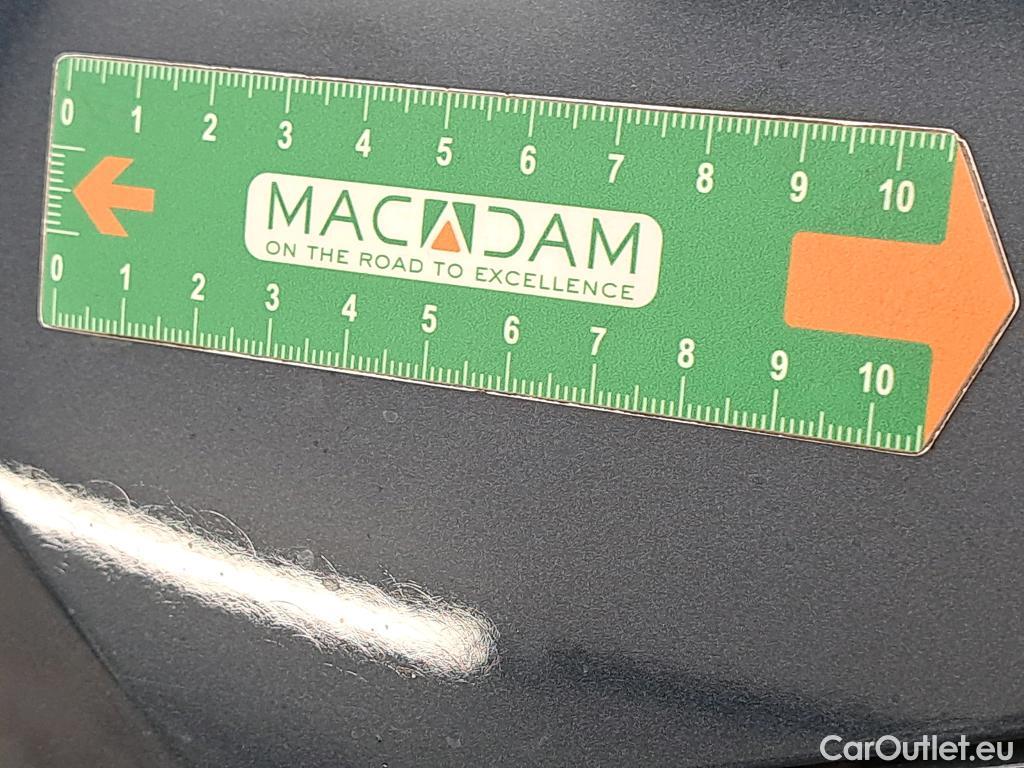 0 1 2 3 4 5 6 7 8 9 10
MACADAM
ON THE ROAD TO EXCELLENCE
0 1 2 3 4 5 6 7 8 9 10
CarOutlet.eu